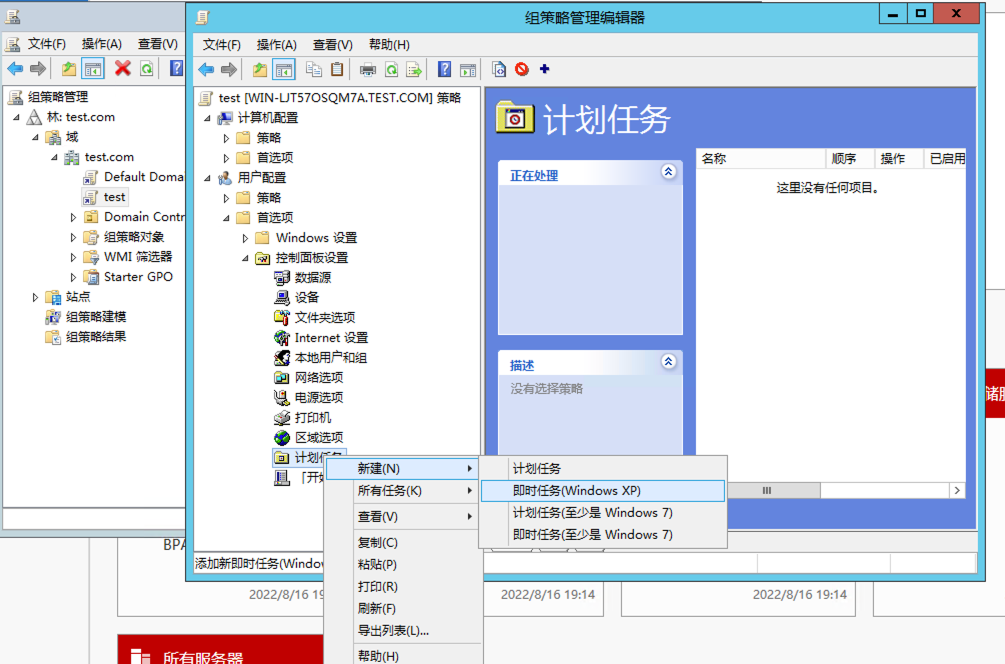 组策略管理编辑器
文件(F) 操作(A) 查看(V)
文件(F) 操作(A) 查看(V) 帮助(H)
组策略管理
林: test.com
域
test.com
Default Doma
test
Domain Contr
组策略对象
WMI 筛选器
Starter GPO
站点
组策略建模
组策略结果
test [WIN-LJT57OSQM7A.TEST.COM] 策略
计算机配置
策略
首选项
用户配置
策略
首选项
Windows 设置
控制面板设置
数据源
设备
文件夹选项
Internet 设置
本地用户和组
网络选项
电源选项
打印机
区域选项
计划任务
「开始
计划任务
正在处理
描述
没有选择策略
名称 顺序 操作 已启用
这里没有任何项目。
新建(N)
所有任务(K)
查看(V)
复制(C)
粘贴(P)
打印(R)
刷新(F)
导出列表(L)...
帮助(H)
计划任务
即时任务(Windows XP)
计划任务(至少是 Windows 7)
即时任务(至少是 Windows 7)
添加新即时任务(Windo
BPA
2022/8/16 19
2022/8/16 19:14
2022/8/16 19:14
所有服务器